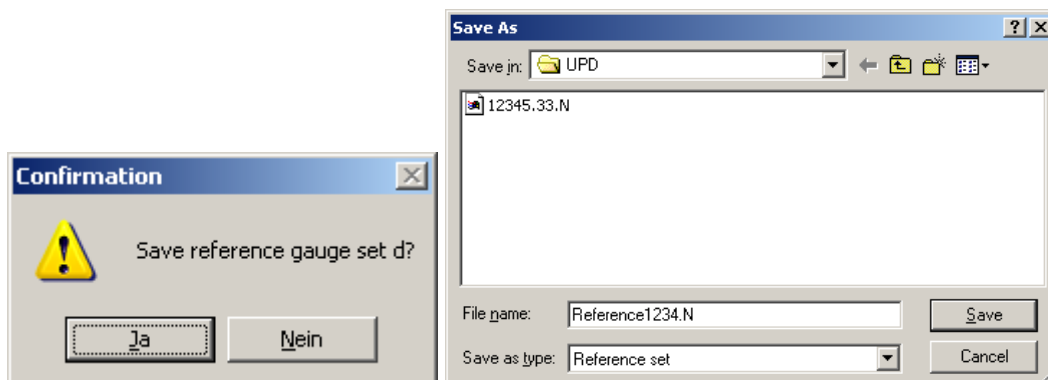 Confirmation
Save reference gauge set d?
Ja
Nein
Save As
Save in:
UPD
12345.33.N
File name:
Reference1234.N
Save
Save as type:
Reference set
Cancel